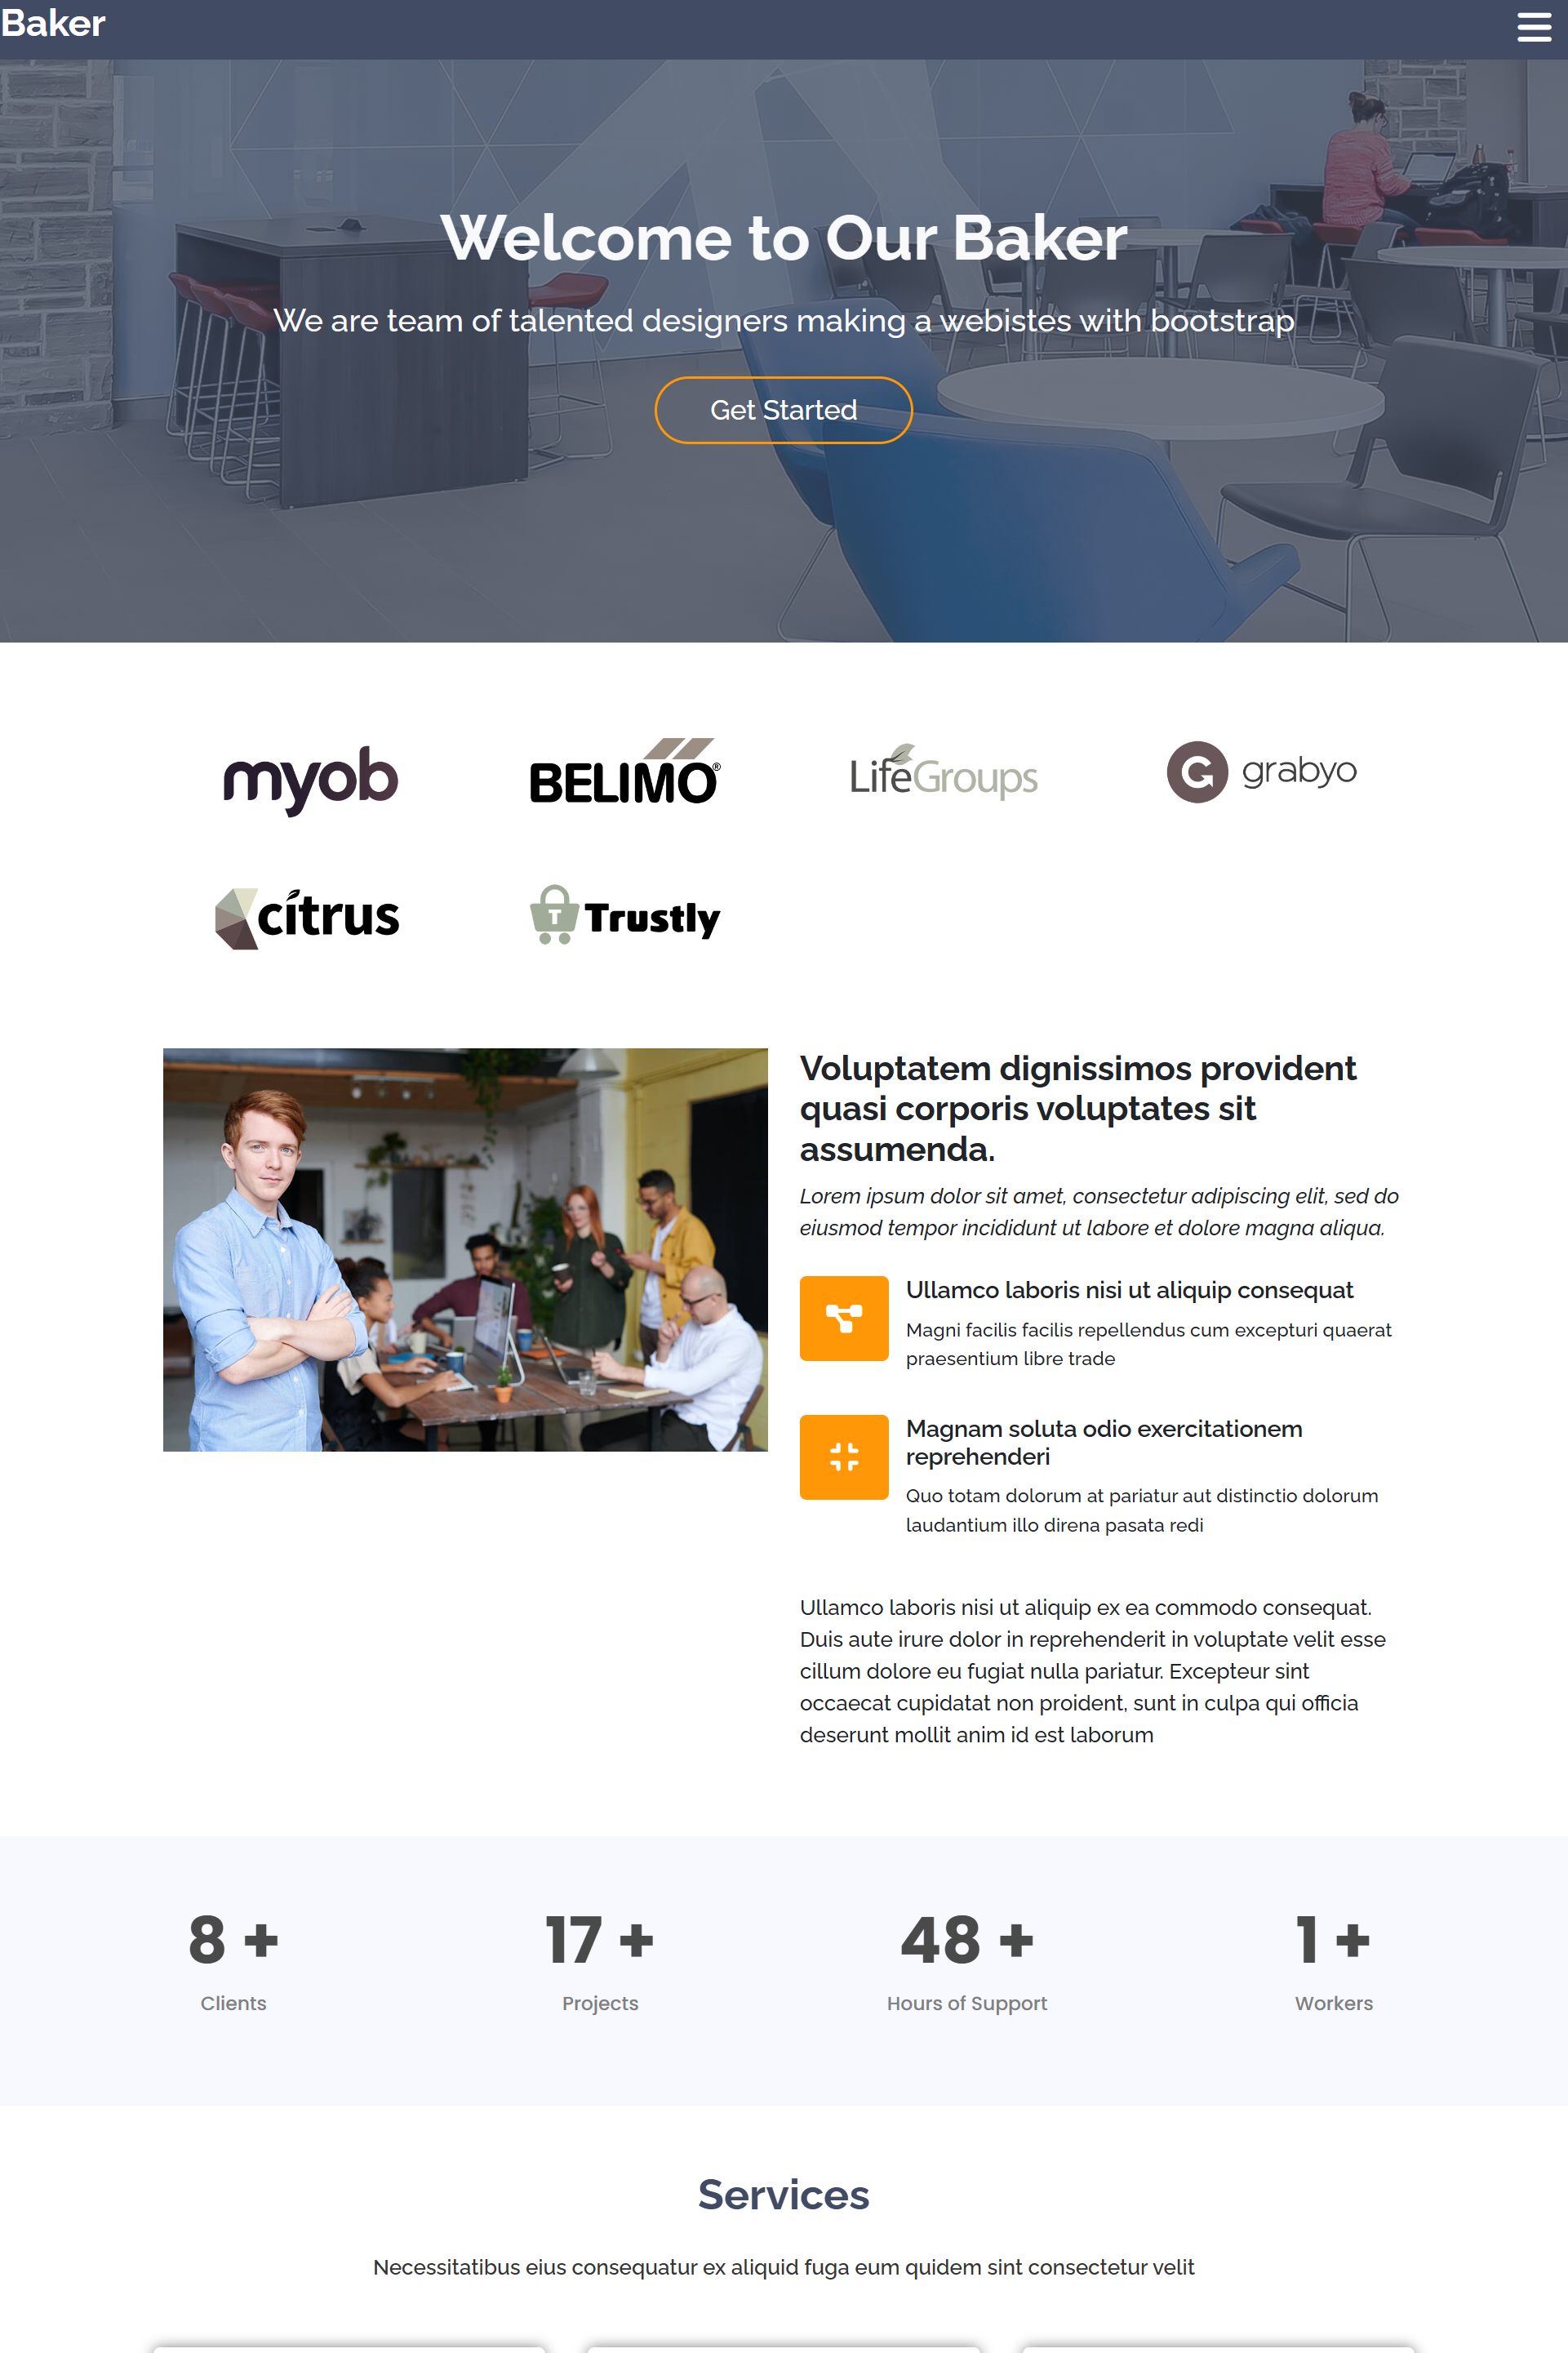 Baker
Welcome to Our Baker
We are team of talented designers making a webistes with bootstrap
Get Started
myob
BELIMO®
LifeGroups
G grabyo
citrus
T Trustly
Voluptatem dignissimos provident
quasi corporis voluptates sit
assumenda.
Lorem ipsum dolor sit amet, consectetur adipiscing elit, sed do
eiusmod tempor incididunt ut labore et dolore magna aliqua.
Ullamco laboris nisi ut aliquip consequat
Magni facilis facilis repellendus cum excepturi quaerat
praesentium libre trade
Magnam soluta odio exercitationem
reprehenderi
Quo totam dolorum at pariatur aut distinctio dolorum
laudantium illo direna pasata redi
Ullamco laboris nisi ut aliquip ex ea commodo consequat.
Duis aute irure dolor in reprehenderit in voluptate velit esse
cillum dolore eu fugiat nulla pariatur. Excepteur sint
occaecat cupidatat non proident, sunt in culpa qui officia
deserunt mollit anim id est laborum
8 +
Clients
17 +
Projects
48 +
Hours of Support
1 +
Workers
Services
Necessitatibus eius consequatur ex aliquid fuga eum quidem sint consectetur velit